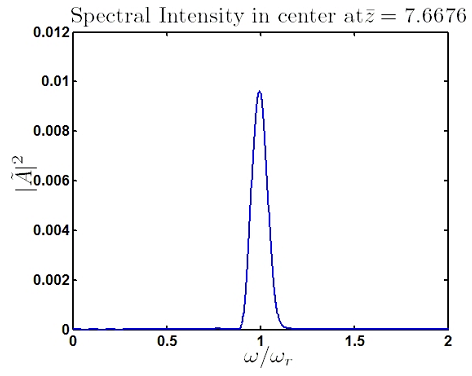 Spectral Intensity in center at z̄ = 7.6676
|Ã|²
0.012
0.01
0.008
0.006
0.004
0.002
0
0 0.5 1 1.5 2
ω/ωᵣ